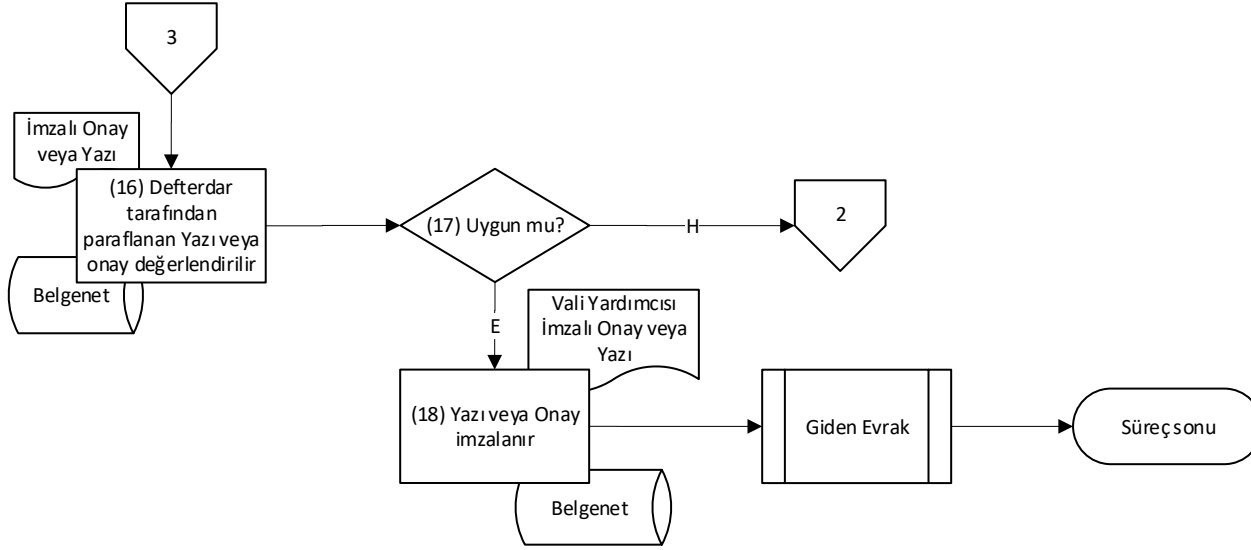 3
İmzalı Onay
veya Yazı
(16) Defterdar
tarafından
paraflanan Yazı veya
onay değerlendirilir
Belgenet
(17) Uygun mu?
H
2
E
Vali Yardımcısı
İmzalı Onay veya
Yazı
(18) Yazı veya Onay
imzalanır
Belgenet
Giden Evrak
Süreç sonu